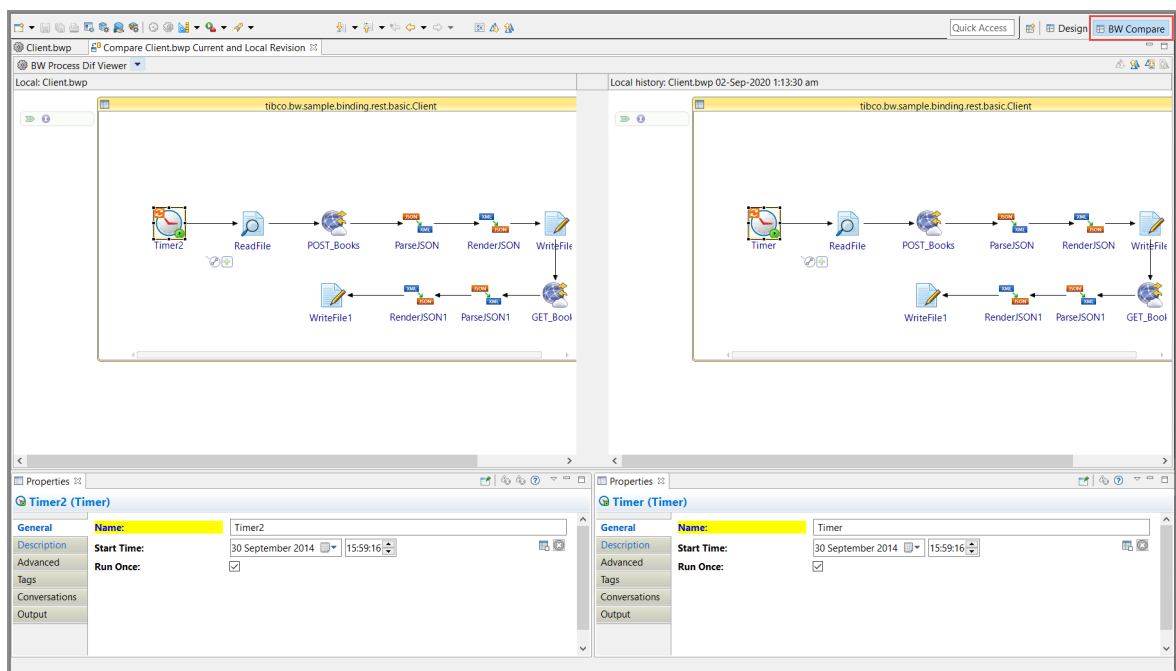 Quick Access Design BW Compare
Client.bwp Compare Client.bwp Current and Local Revision
BW Process Dif Viewer
Local: Client.bwp Local history: Client.bwp 02-Sep-2020 1:13:30 am
tibco.bw.sample.binding.rest.basic.Client
Timer2 ReadFile POST_Books ParseJSON RenderJSON WriteFile
WriteFile1 RenderJSON1 ParseJSON1 GET_Book
tibco.bw.sample.binding.rest.basic.Client
Timer ReadFile POST_Books ParseJSON RenderJSON WriteFile
WriteFile1 RenderJSON1 ParseJSON1 GET_Book
Properties
Timer2 (Timer)
General
Description
Advanced
Tags
Conversations
Output
Name: Timer2
Start Time: 30 September 2014 15:59:16
Run Once:
Properties
Timer (Timer)
General
Description
Advanced
Tags
Conversations
Output
Name: Timer
Start Time: 30 September 2014 15:59:16
Run Once: